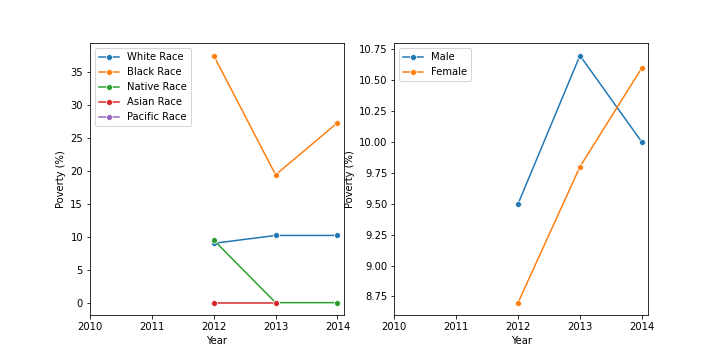 White Race
Black Race
Native Race
Asian Race
Pacific Race
35
30
25
20
15
10
5
0
Poverty (%)
2010 2011 2012 2013 2014
Year
Male
Female
10.75
10.50
10.25
10.00
9.75
9.50
9.25
9.00
8.75
Poverty (%)
2010 2011 2012 2013 2014
Year